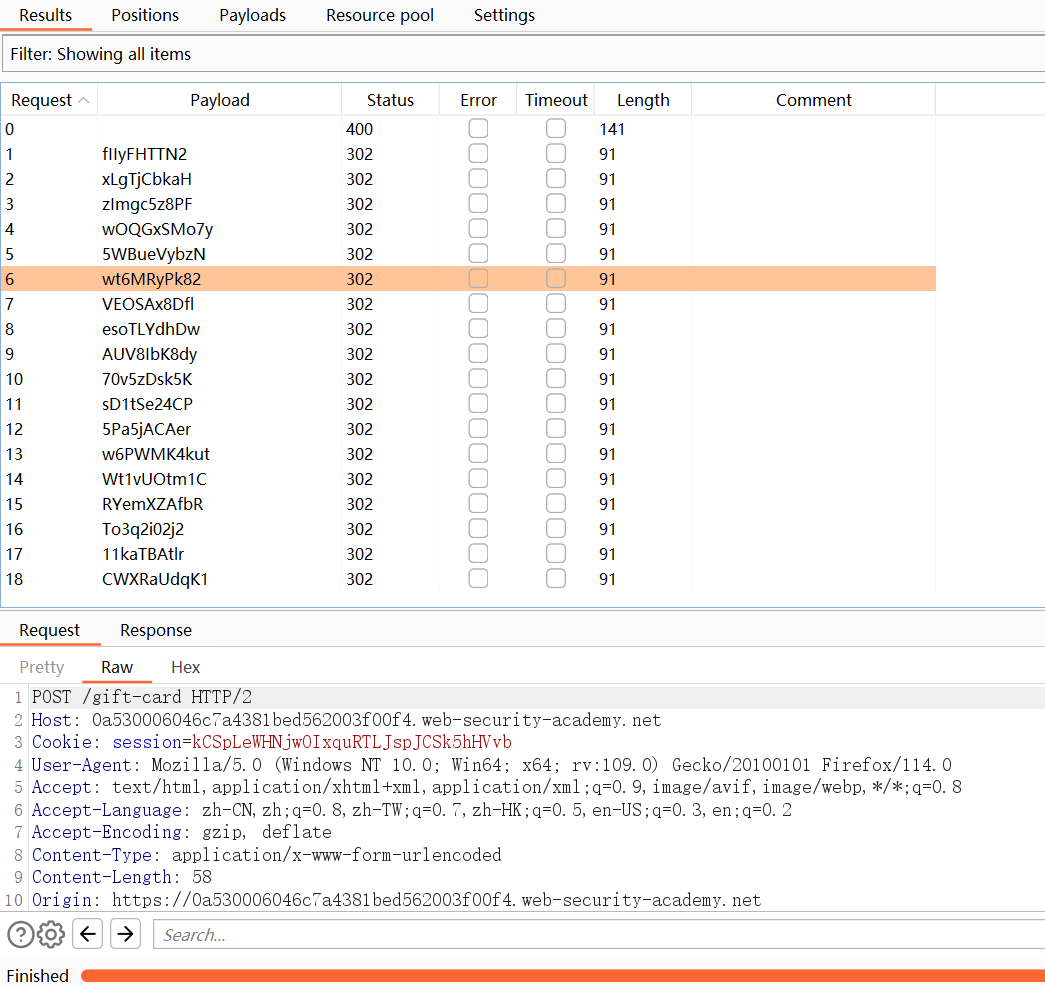 Results Positions Payloads Resource pool Settings
Filter: Showing all items
Request Payload Status Error Timeout Length Comment
0 400 141
1 fIIyFHTTN2 302 91
2 xLgTjCbkaH 302 91
3 zImgc5z8PF 302 91
4 wOQGxSMo7y 302 91
5 5WBueVybzN 302 91
6 wt6MRyPk82 302 91
7 VEOSAx8Dfl 302 91
8 esoTLYdhDw 302 91
9 AUV8IbK8dy 302 91
10 70v5zDsk5K 302 91
11 sD1tSe24CP 302 91
12 5Pa5jACAer 302 91
13 w6PWMK4kut 302 91
14 Wt1vUOtm1C 302 91
15 RYemXZAfbR 302 91
16 To3q2i02j2 302 91
17 11kaTBAtlr 302 91
18 CWXRaUdqK1 302 91
Request Response
Pretty Raw Hex
1 POST /gift-card HTTP/2
2 Host: 0a530006046c7a4381bed562003f00f4.web-security-academy.net
3 Cookie: session=kCSpLeWHNjwOIxquRTLJspJCSk5hHVvb
4 User-Agent: Mozilla/5.0 (Windows NT 10.0; Win64; x64; rv:109.0) Gecko/20100101 Firefox/114.0
5 Accept: text/html,application/xhtml+xml,application/xml;q=0.9,image/avif,image/webp,*/*;q=0.8
6 Accept-Language: zh-CN,zh;q=0.8,zh-TW;q=0.7,zh-HK;q=0.5,en-US;q=0.3,en;q=0.2
7 Accept-Encoding: gzip, deflate
8 Content-Type: application/x-www-form-urlencoded
9 Content-Length: 58
10 Origin: https://0a530006046c7a4381bed562003f00f4.web-security-academy.net
Search...
Finished